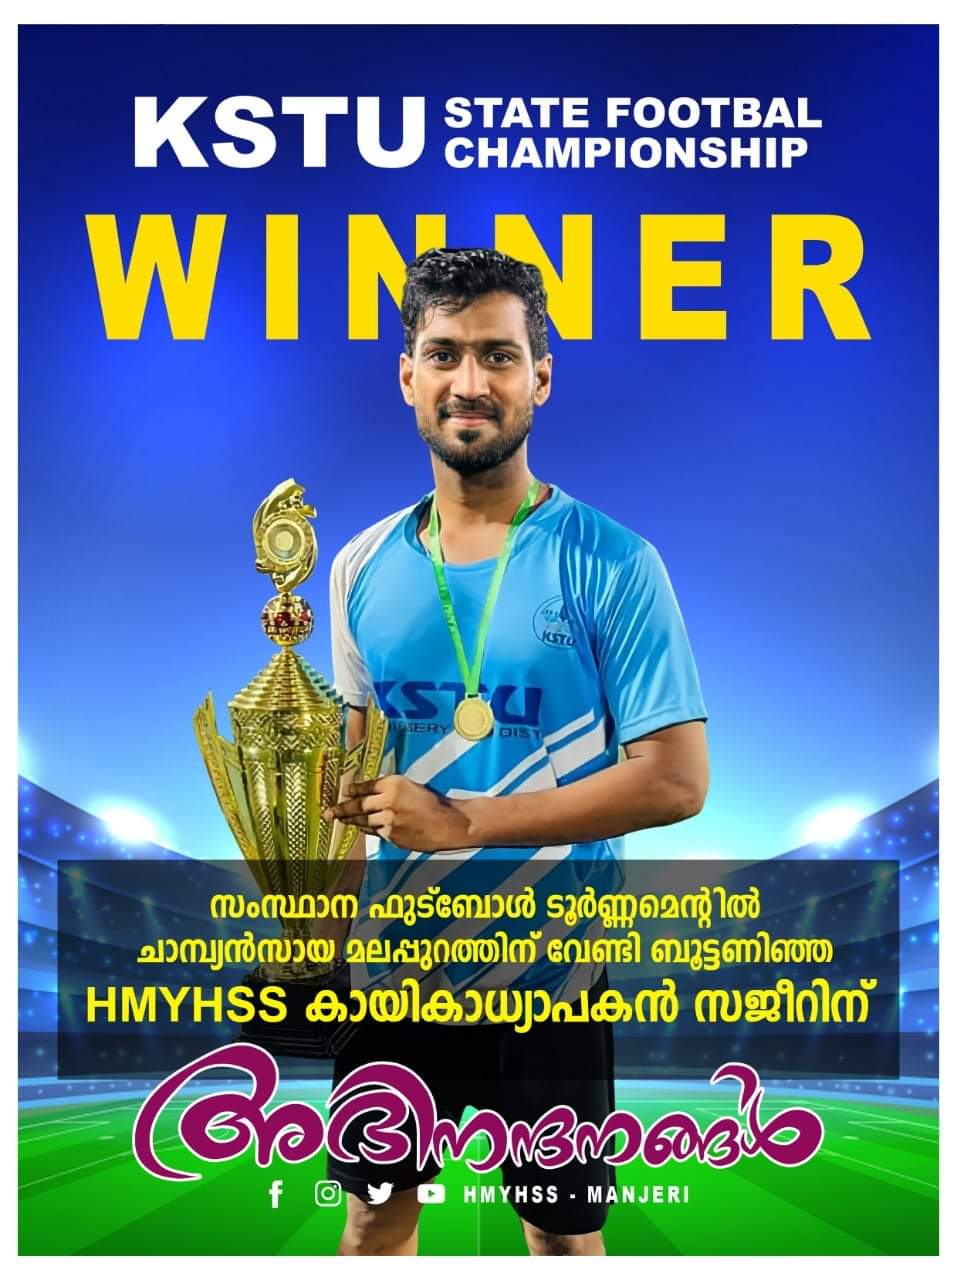 KSTU STATE FOOTBAL
CHAMPIONSHIP
WINNER
KSTU
KSTU
DIST
സംസ്ഥാന ഫുട്ബോൾ ടൂർണ്ണമെന്റിൽ
ചാമ്പ്യൻസായ മലപ്പുറത്തിന് വേണ്ടി ബൂട്ടണിഞ്ഞ
HMYHSS കായികാധ്യാപകൻ സജീറിന്
അഭിനന്ദനങ്ങൾ
HMYHSS - MANJERI